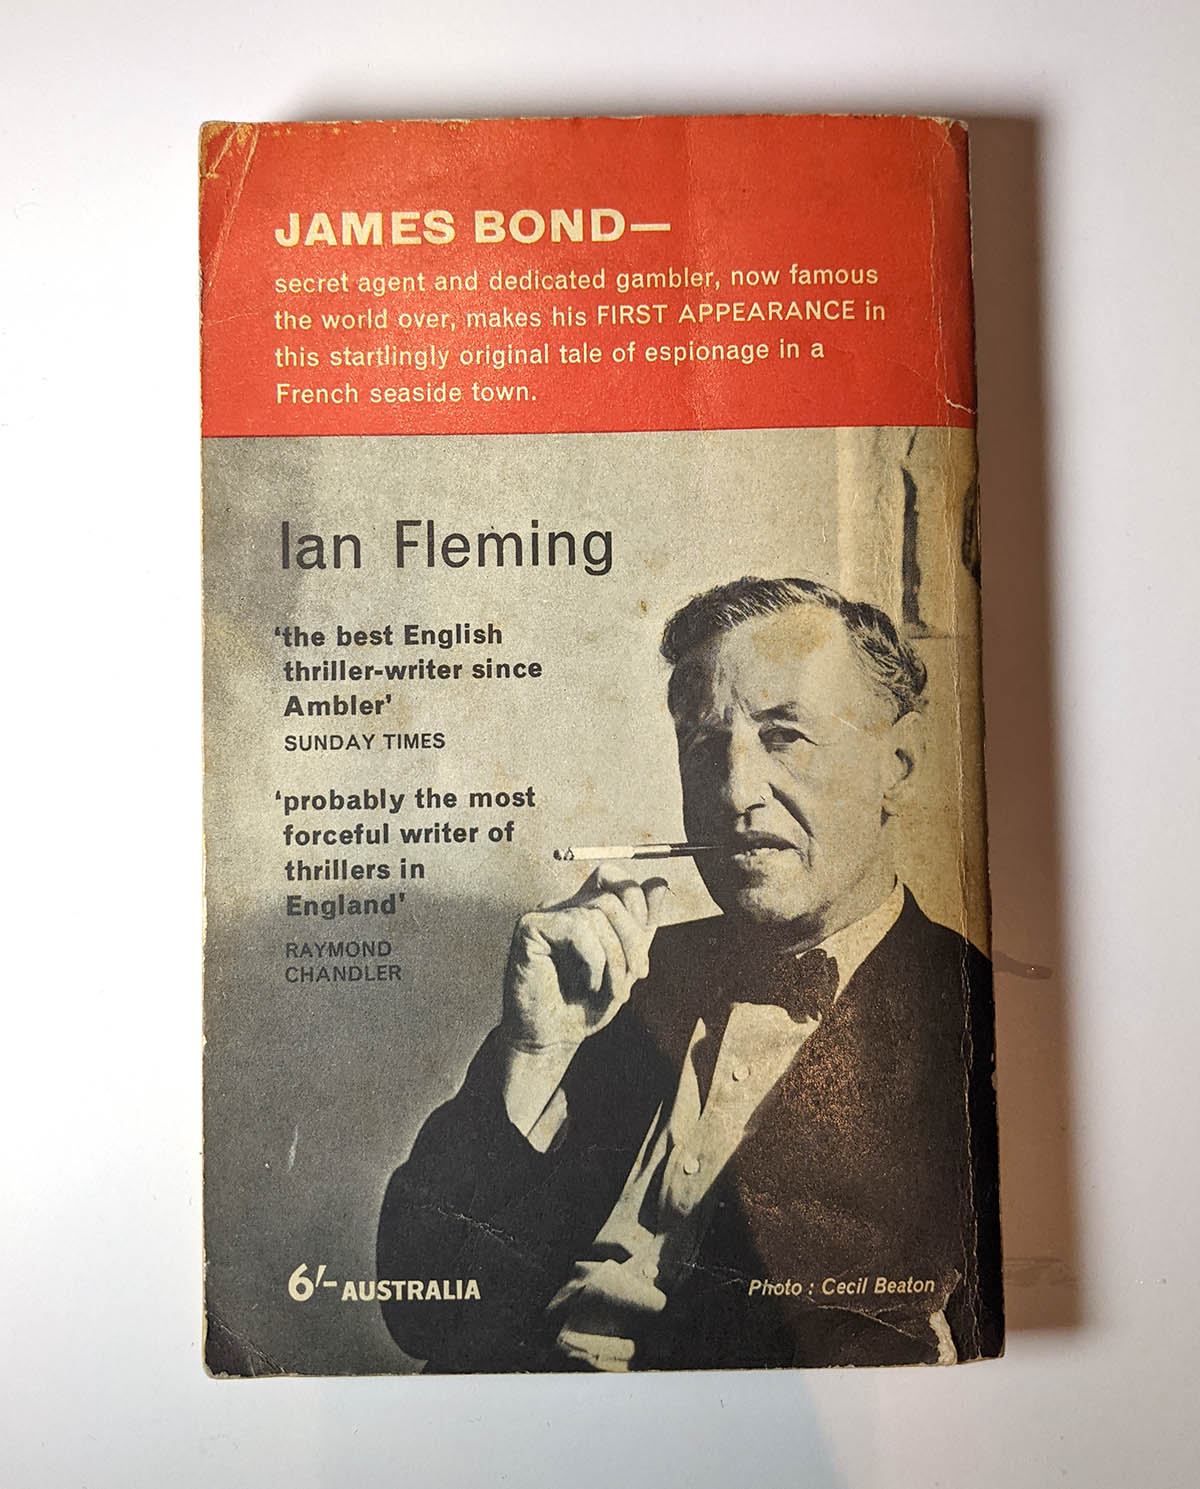 JAMES BOND—
secret agent and dedicated gambler, now famous
the world over, makes his FIRST APPEARANCE in
this startlingly original tale of espionage in a
French seaside town.
Ian Fleming
‘the best English
thriller-writer since
Ambler’
SUNDAY TIMES
‘probably the most
forceful writer of
thrillers in
England’
RAYMOND
CHANDLER
6/- AUSTRALIA
Photo : Cecil Beaton